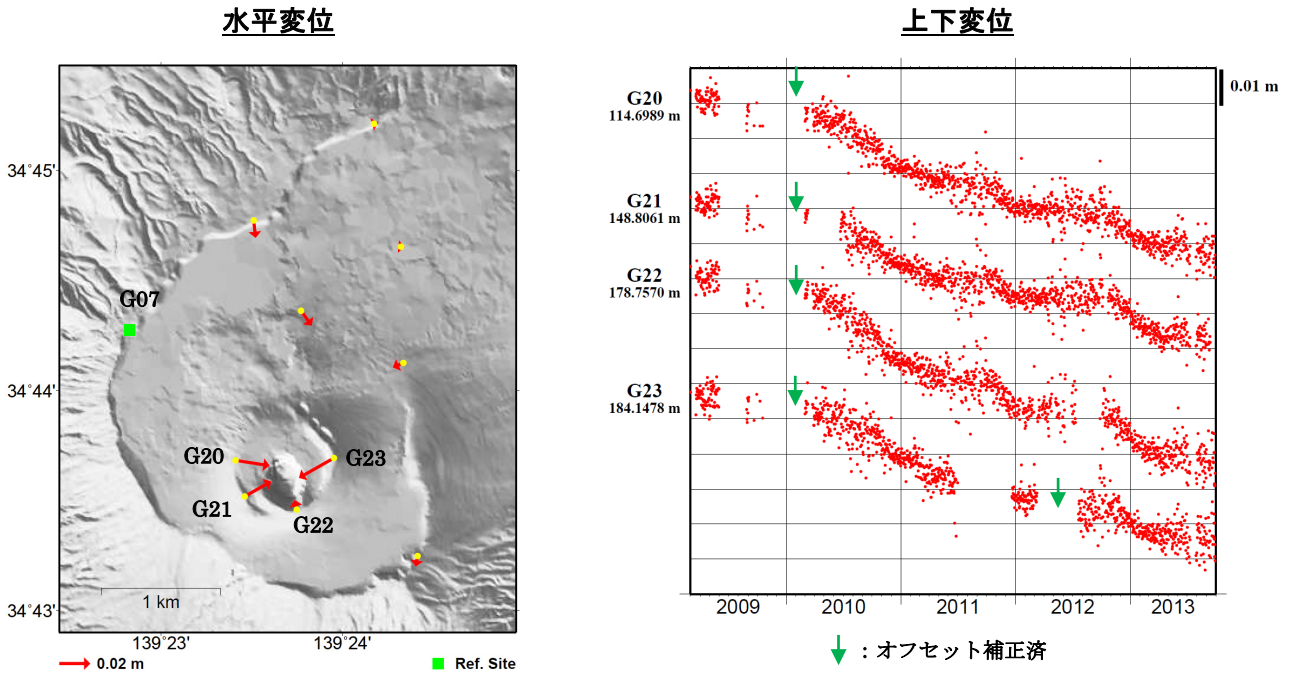 水平変位
上下変位
0.01 m
G20
114.6989 m
G21
148.8061 m
G22
178.7570 m
G23
184.1478 m
34°45'
34°44'
34°43'
G07
G20
G23
G21
G22
1 km
139°23'
139°24'
0.02 m
Ref. Site
2009
2010
2011
2012
2013
：オフセット補正済